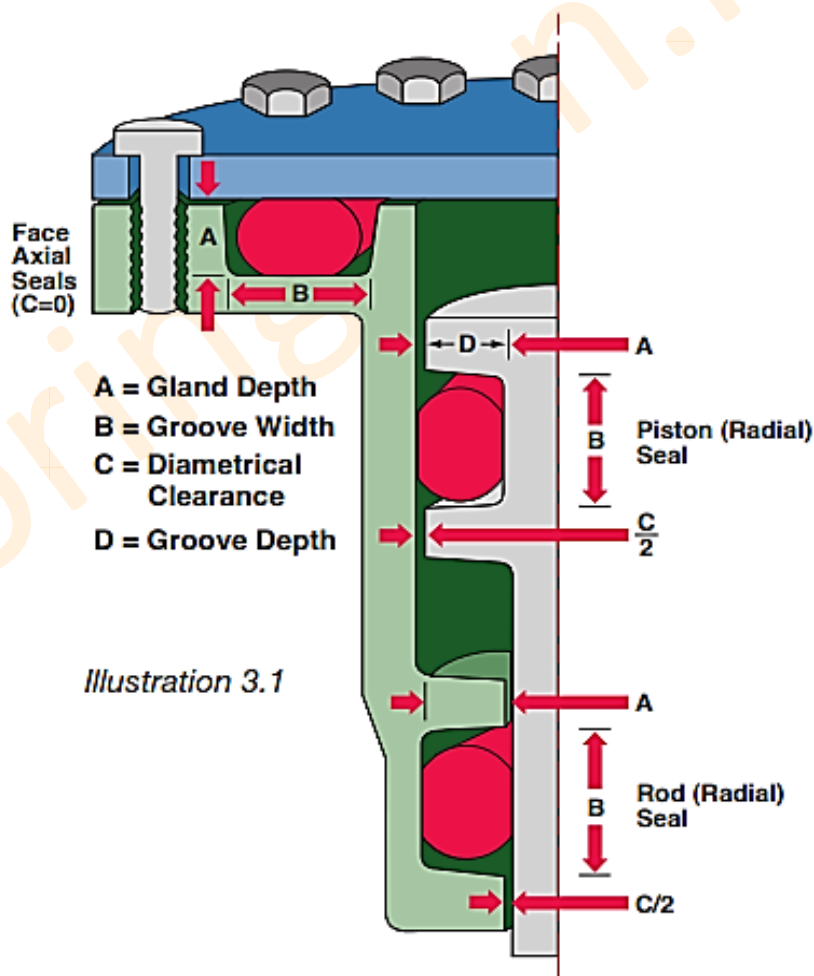 Face
Axial
Seals
(C=0)
A
B
A = Gland Depth
B = Groove Width
C = Diametrical
Clearance
D = Groove Depth
D
A
B
Piston (Radial)
Seal
C
2
Illustration 3.1
A
B
Rod (Radial)
Seal
C/2